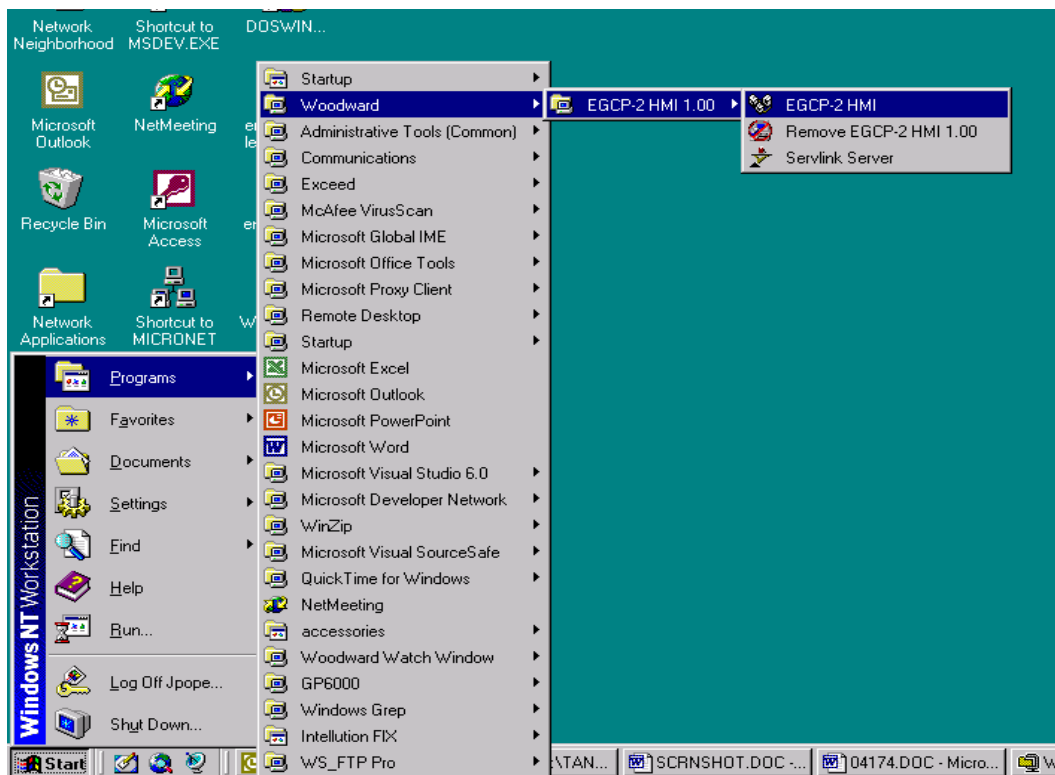 Network Neighborhood
Shortcut to MSDEV.EXE
DOSWIN...
Microsoft Outlook
NetMeeting
Recycle Bin
Microsoft Access
Network Applications
Shortcut to MICRONET
Startup
Woodward
Administrative Tools (Common)
Communications
Exceed
McAfee VirusScan
Microsoft Global IME
Microsoft Office Tools
Microsoft Proxy Client
Remote Desktop
Startup
Microsoft Excel
Microsoft Outlook
Microsoft PowerPoint
Microsoft Word
Microsoft Visual Studio 6.0
Microsoft Developer Network
WinZip
Microsoft Visual SourceSafe
QuickTime for Windows
NetMeeting
accessories
Woodward Watch Window
GP6000
Windows Grep
Intellution FIX
WS_FTP Pro
EGCP-2 HMI 1.00
EGCP-2 HMI
Remove EGCP-2 HMI 1.00
Servlink Server
Programs
Favorites
Documents
Settings
Find
Help
Run...
Log Off Jpope...
Shut Down...
Windows NT Workstation
Start
:\TAN...
SCRNSHOT.DOC -...
04174.DOC - Micro...